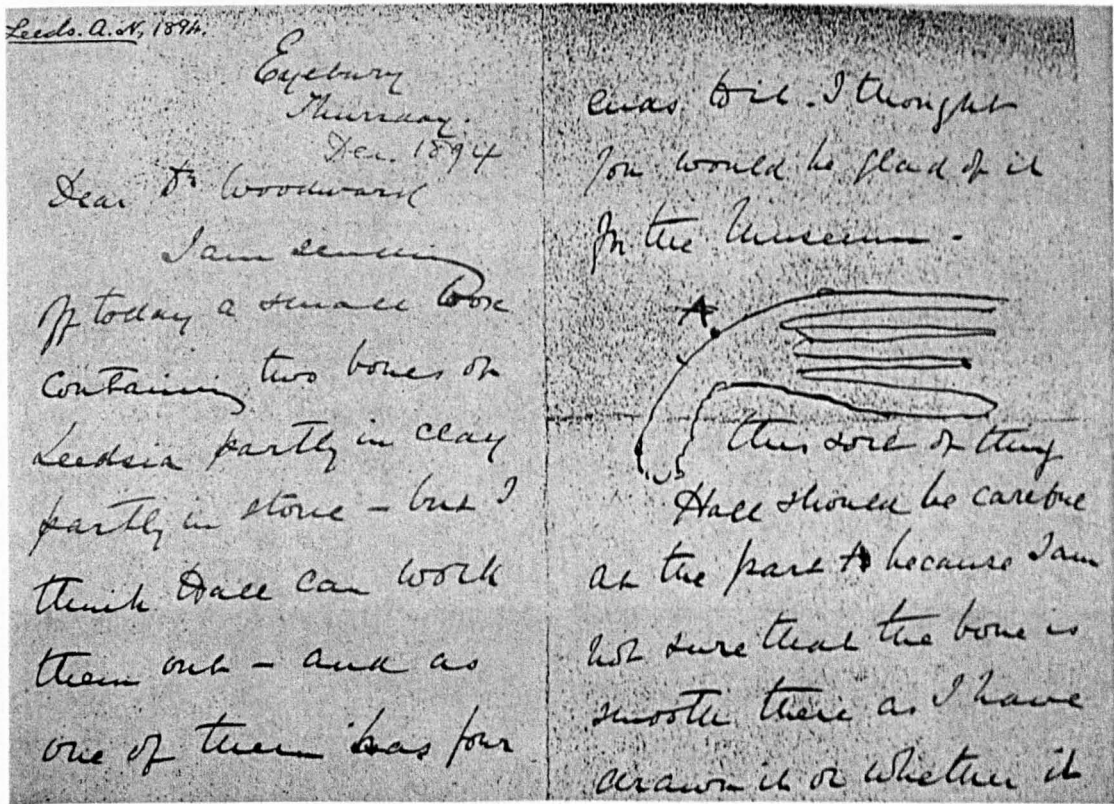 Leeds. A. N, 1894.
Eyebury
Thursday.
Dec. 1894
Dear Dr Woodward
I am sending
off today a small box
containing two bones of
Leedsia partly in clay
partly in stone – but I
think Hall can work
them out – and as
one of them has four
ends to it. I thought
you would be glad of it
for the Museum –
A
this sort of thing
Hall should be careful
at the part A because I am
not sure that the bone is
smooth there as I have
drawn it or whether it